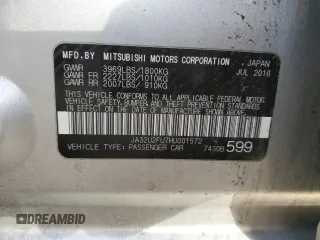 MFD.BY MITSUBISHI MOTORS CORPORATION, JAPAN
GVWR 3969LBS/1800KG JUL 2016
GAWR FR 2227LBS/1010KG
GAWR RR 2007LBS/ 910KG
THIS VEHICLE CONFORMS TO ALL APPLICABLE
FEDERAL MOTOR VEHICLE SAFETY, BUMPER,
AND THEFT PREVENTION STANDARDS IN EFFECT
ON THE DATE OF MANUFACTURE SHOWN ABOVE.
JA32U2FU7HU001572
VEHICLE TYPE: PASSENGER CAR 7430B 599
© DRIVEBIDRIDE